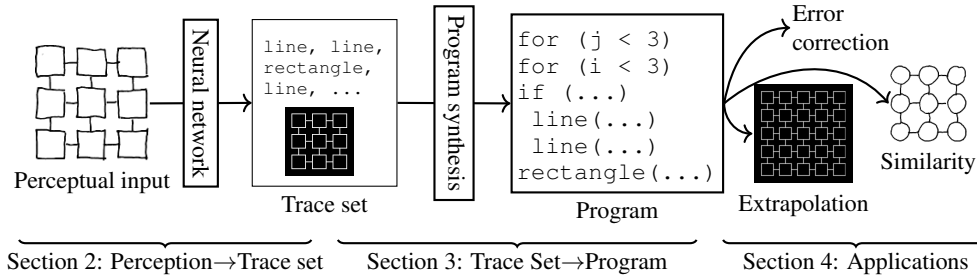 Perceptual input
Neural network
line, line,
rectangle,
line, ...
Trace set
Program synthesis
for (j < 3)
for (i < 3)
if (...)
line(...)
line(...)
rectangle(...)
Program
Error
correction
Extrapolation
Similarity
Section 2: Perception→Trace set
Section 3: Trace Set→Program
Section 4: Applications